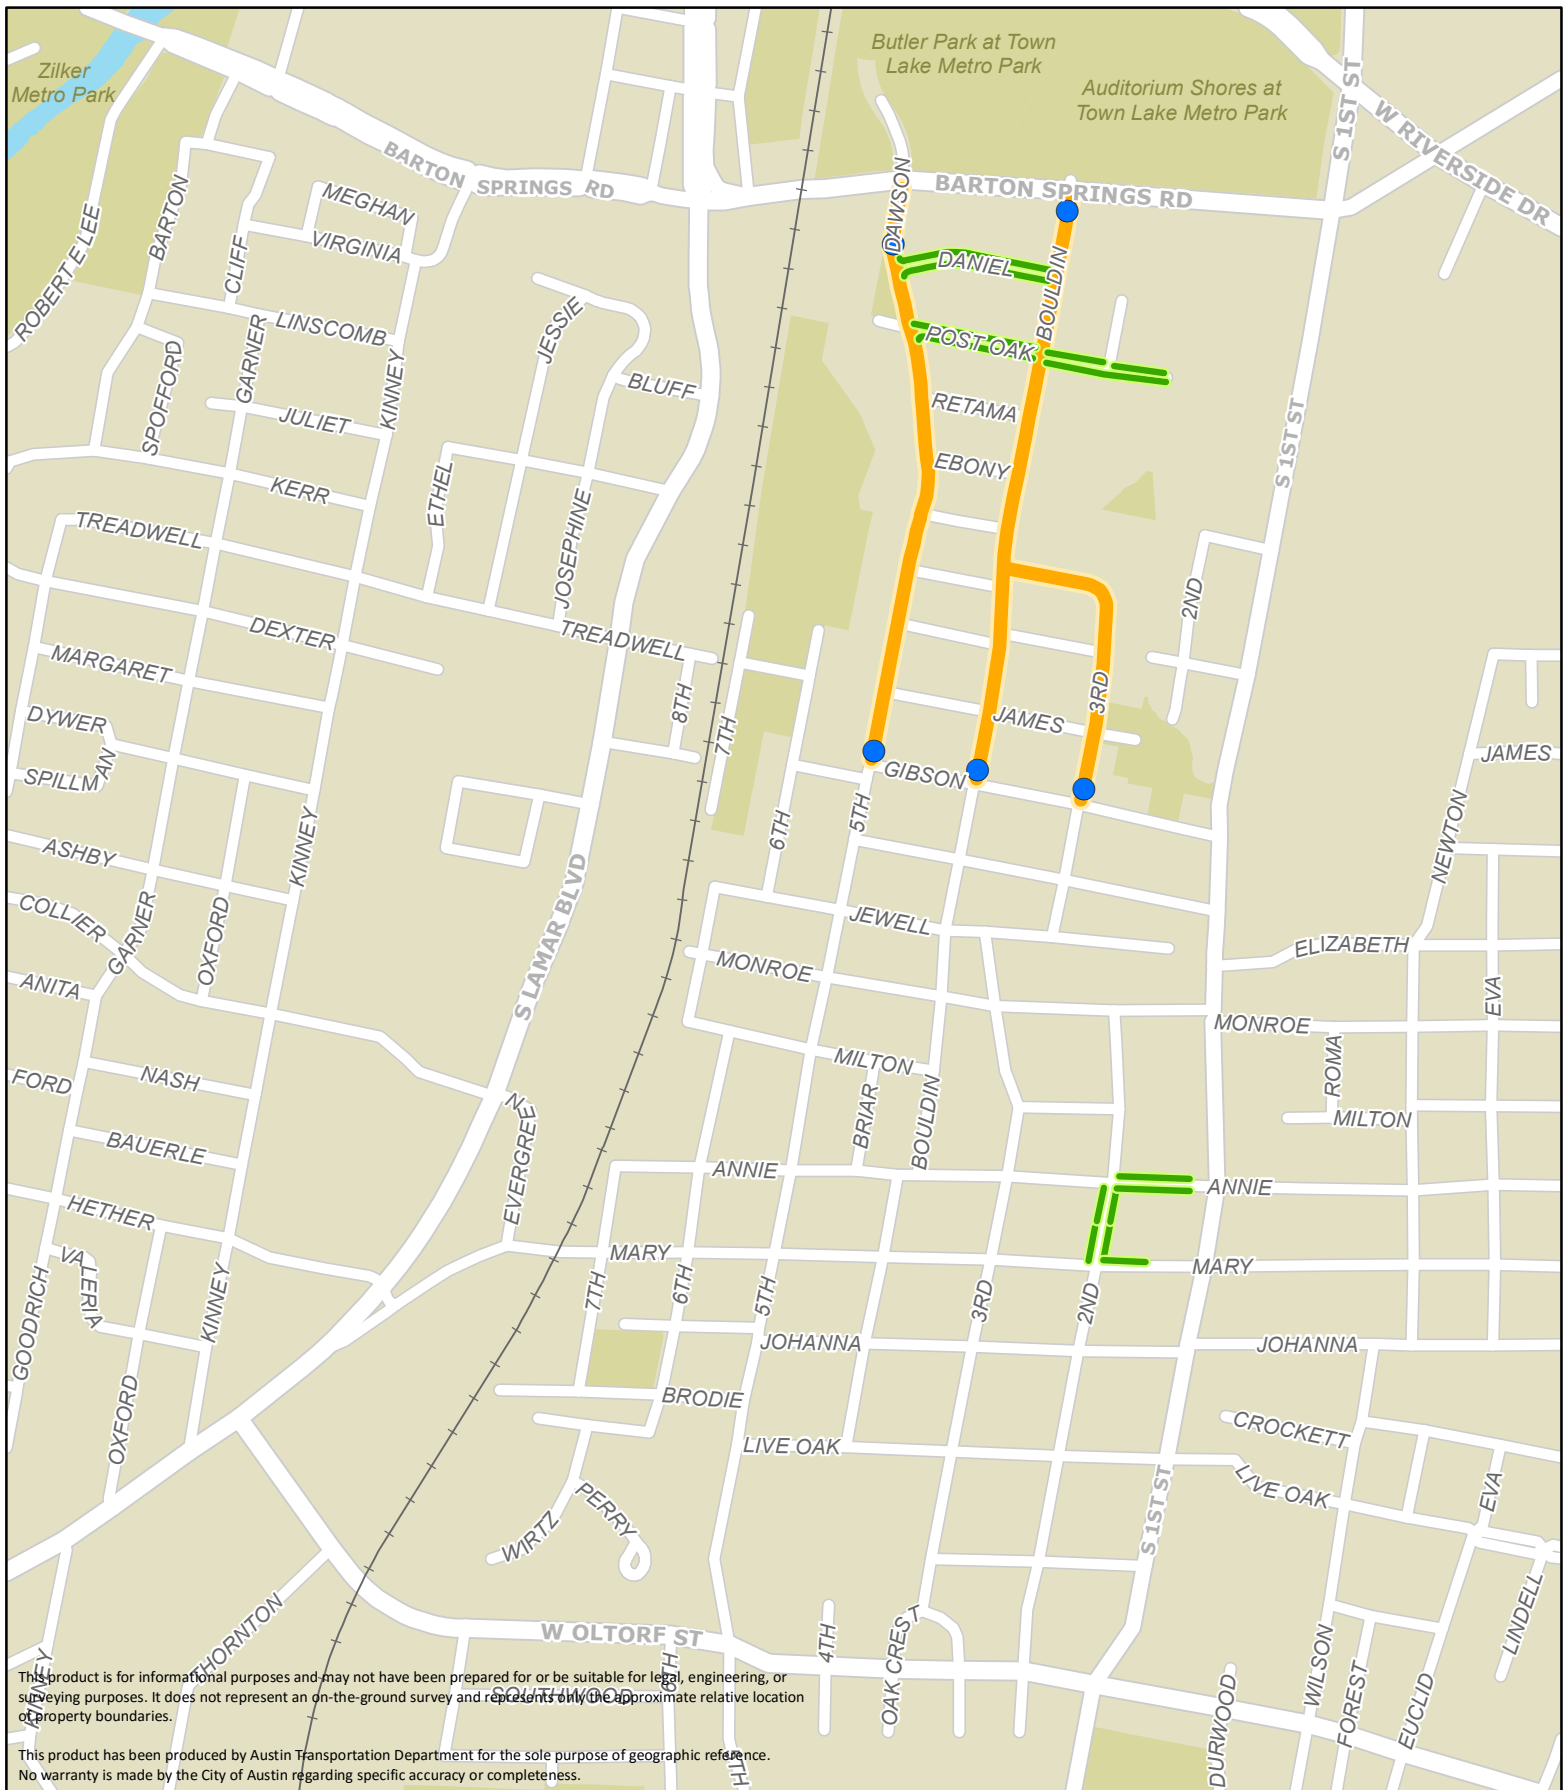 Butler Park at Town
Lake Metro Park
Zilker
Metro Park
Auditorium Shores at
Town Lake Metro Park
S 1ST ST
W RIVERSIDE DR
BARTON SPRINGS RD
BARTON SPRINGS RD
MEGHAN
BARTON
DAWSON
ROBERT E LEE
VIRGINIA
CLIFF
DANIEL
BOULDIN
LINSCOMB
JESSIE
POST OAK
GARNER
SPOFFORD
KINNEY
BLUFF
RETAMA
JULIET
S 1ST ST
EBONY
KERR
ETHEL
TREADWELL
JOSEPHINE
2ND
DEXTER
TREADWELL
MARGARET
8TH
3RD
DYWER
7TH
JAMES
JAMES
SPILLMAN
GIBSON
5TH
6TH
NEWTON
ASHBY
KINNEY
S LAMAR BLVD
COLLIER
GARNER
OXFORD
JEWELL
ELIZABETH
MONROE
ANITA
EVA
MONROE
MILTON
ROMA
FORD
NASH
BRIAR
BOULDIN
MILTON
EVERGREEN
BAUERLE
ANNIE
ANNIE
HETHER
MARY
MARY
VALERIA
GOODRICH
KINNEY
7TH
6TH
5TH
3RD
2ND
JOHANNA
JOHANNA
BRODIE
OXFORD
CROCKETT
LIVE OAK
LIVE OAK
EVA
S 1ST ST
PERRY
WIRTZ
LINDELL
THORNTON
W OLTORF ST
4TH
OAK CREST
WILSON
FOREST
EUCLID
DURWOOD
KINNEY
6TH
SOUTHWOOD
5TH
This product is for informational purposes and may not have been prepared for or be suitable for legal, engineering, or
surveying purposes. It does not represent an on-the-ground survey and represents only the approximate relative location
of property boundaries.
This product has been produced by Austin Transportation Department for the sole purpose of geographic reference.
No warranty is made by the City of Austin regarding specific accuracy or completeness.